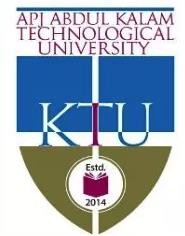 APJ ABDUL KALAM
TECHNOLOGICAL
UNIVERSITY
KTU
Estd.
2014